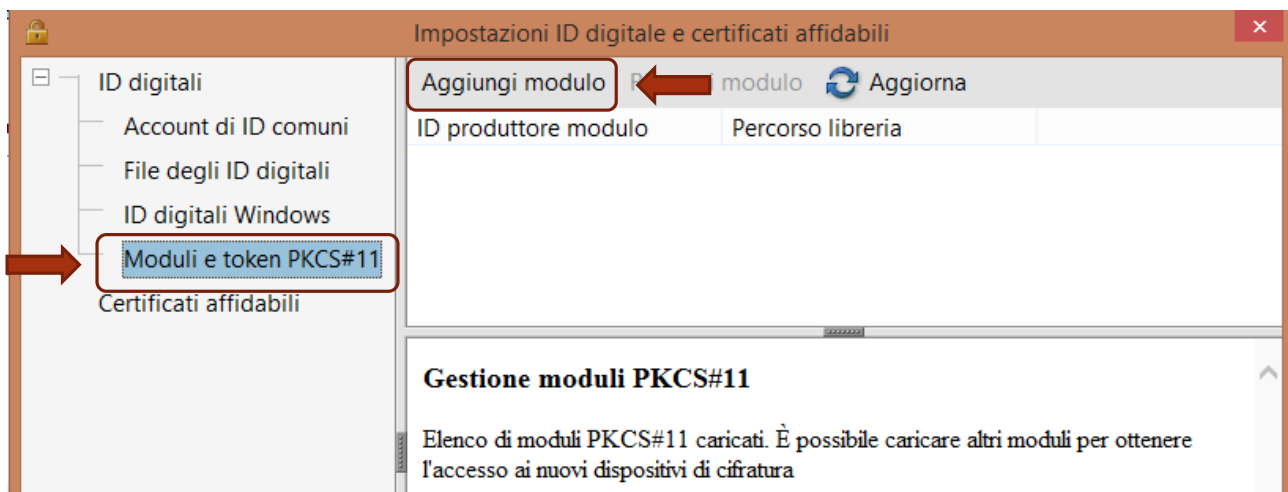 Impostazioni ID digitale e certificati affidabili
ID digitali
Account di ID comuni
File degli ID digitali
ID digitali Windows
Moduli e token PKCS#11
Certificati affidabili
Aggiungi modulo modulo Aggiorna
ID produttore modulo Percorso libreria
Gestione moduli PKCS#11
Elenco di moduli PKCS#11 caricati. È possibile caricare altri moduli per ottenere
l'accesso ai nuovi dispositivi di cifratura